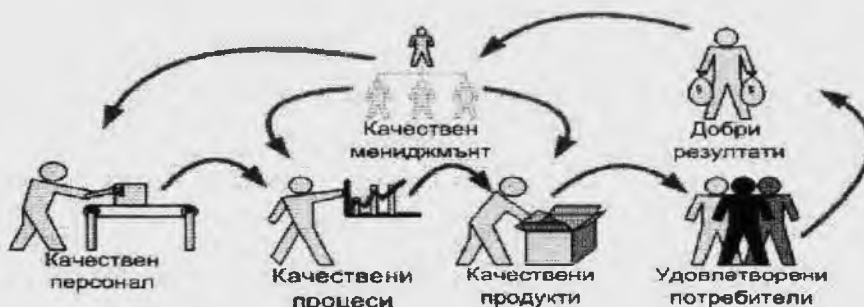 Качествен
мениджмънт
Добри
резултати
Качествен
персонал
Качествени
процеси
Качествени
продукти
Удовлетворени
потребители